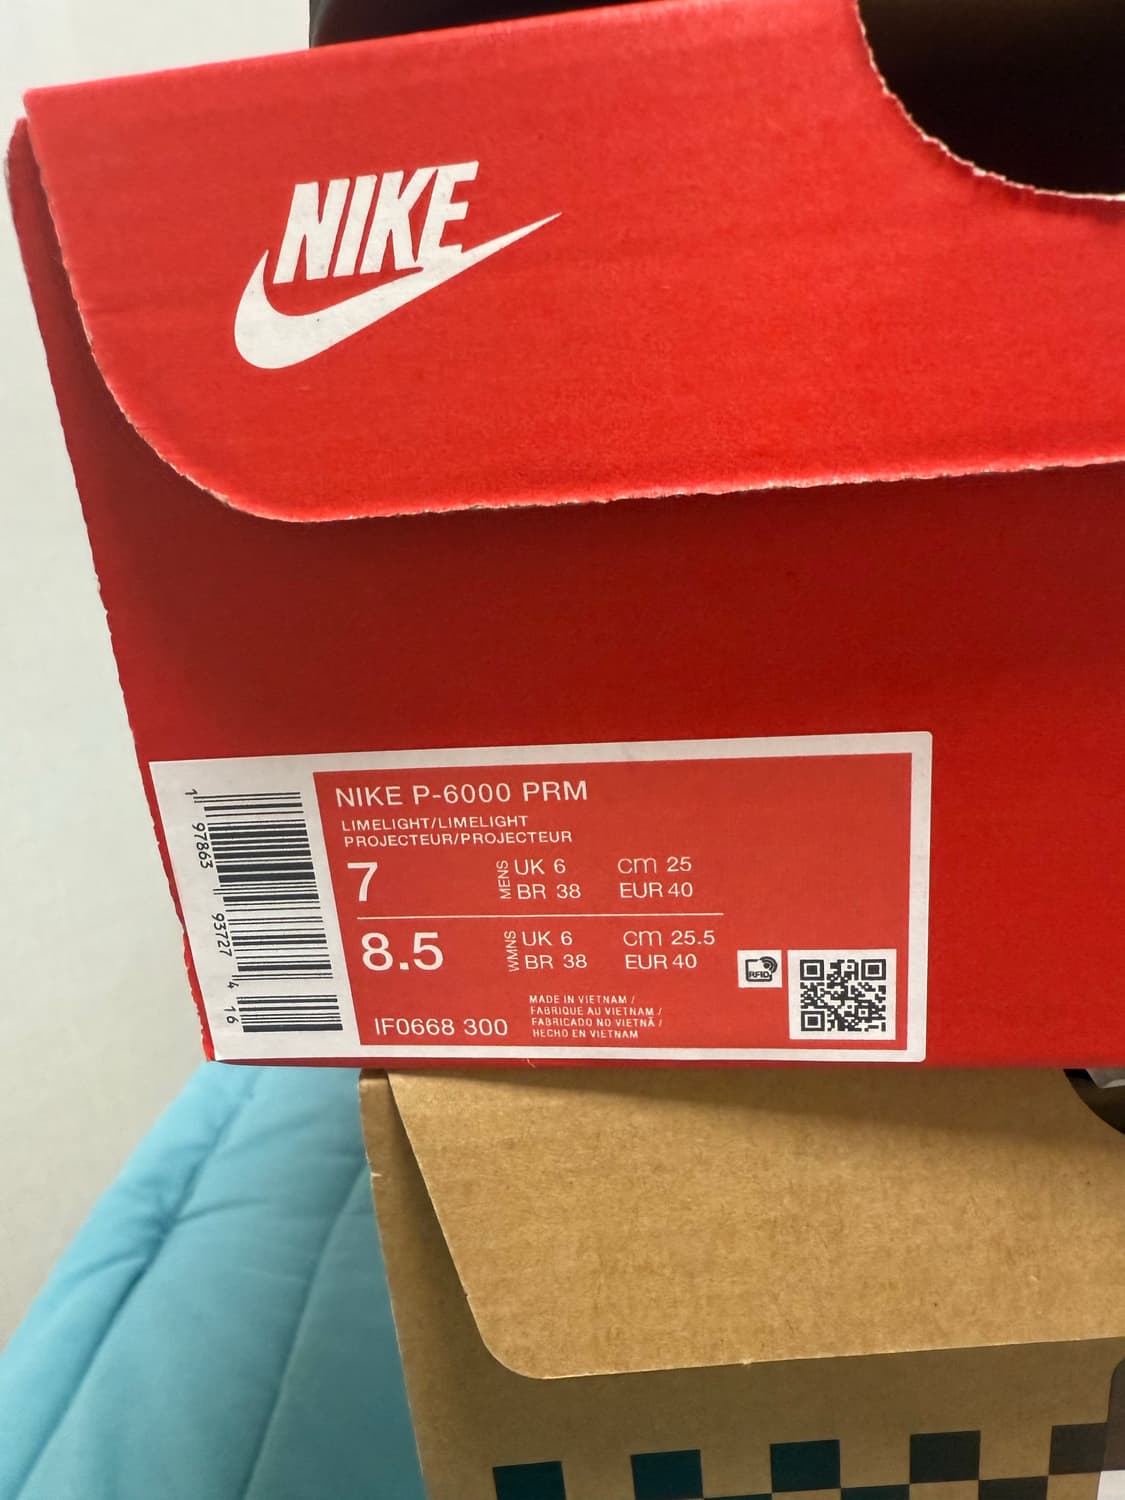 NIKE
NIKE P-6000 PRM
LIMELIGHT/LIMELIGHT
PROJECTEUR/PROJECTEUR
7
MENS
UK 6
CM 25
BR 38
EUR 40
8.5
WMNS
UK 6
CM 25.5
BR 38
EUR 40
RFID
IF0668 300
MADE IN VIETNAM /
FABRIQUE AU VIETNAM /
FABRICADO NO VIETNÃ /
HECHO EN VIETNAM
1 97863 93727 4 16